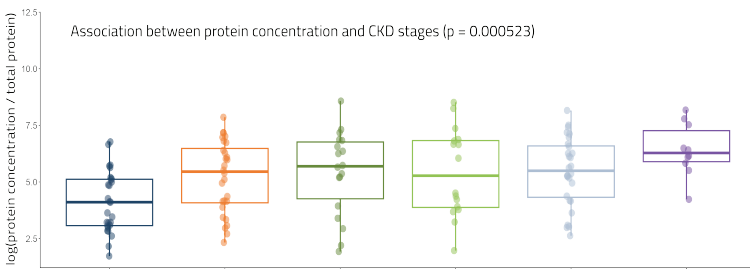 Association between protein concentration and CKD stages (p = 0.000523)
log(protein concentration / total protein)
12.5
10.0
7.5
5.0
2.5